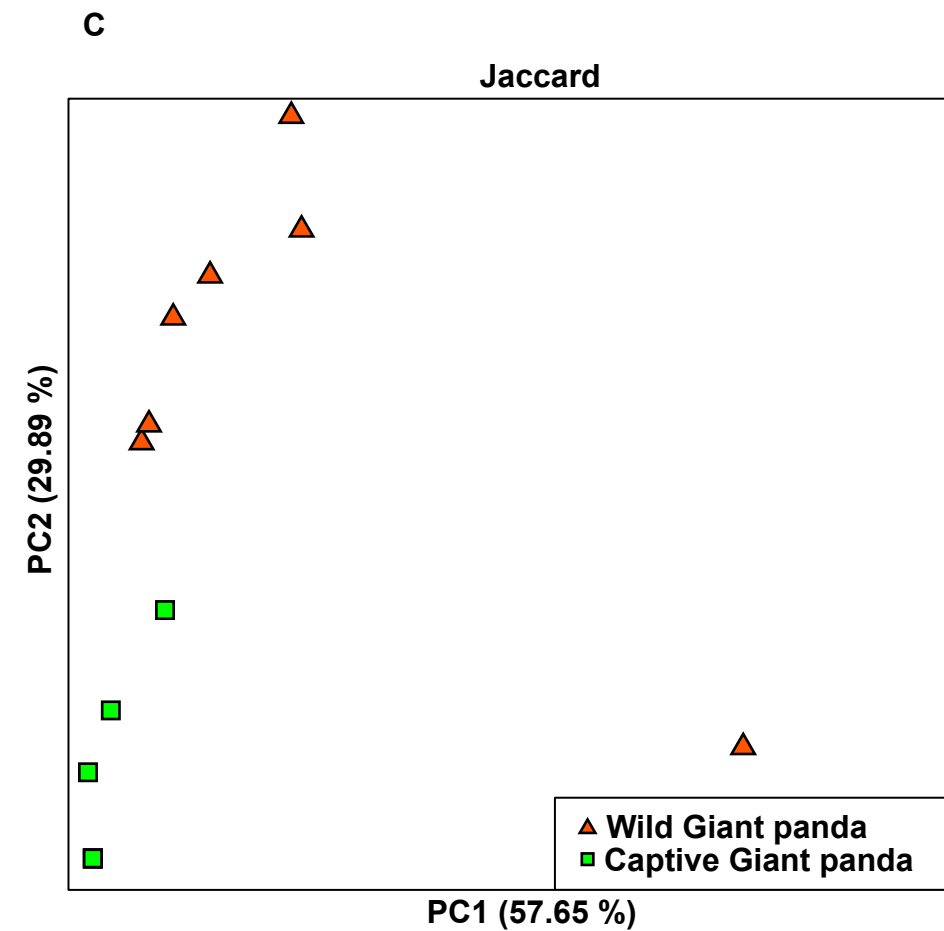 C
Jaccard
PC2 (29.89 %)
Wild Giant panda
Captive Giant panda
PC1 (57.65 %)